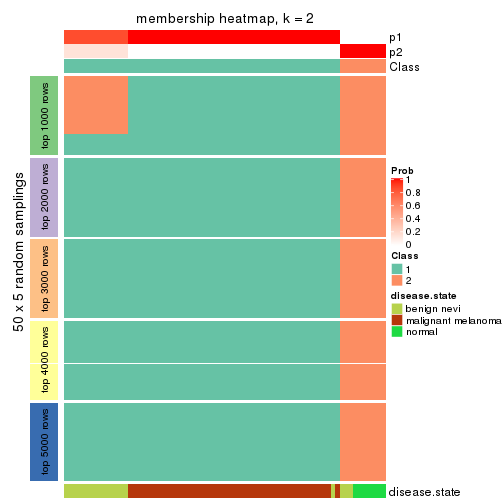 membership heatmap, k = 2
p1
p2
Class
50 x 5 random samplings
top 1000 rows
top 2000 rows
top 3000 rows
top 4000 rows
top 5000 rows
Prob
1
0.8
0.6
0.4
0.2
0
Class
1
2
disease.state
benign nevi
malignant melanoma
normal
disease.state